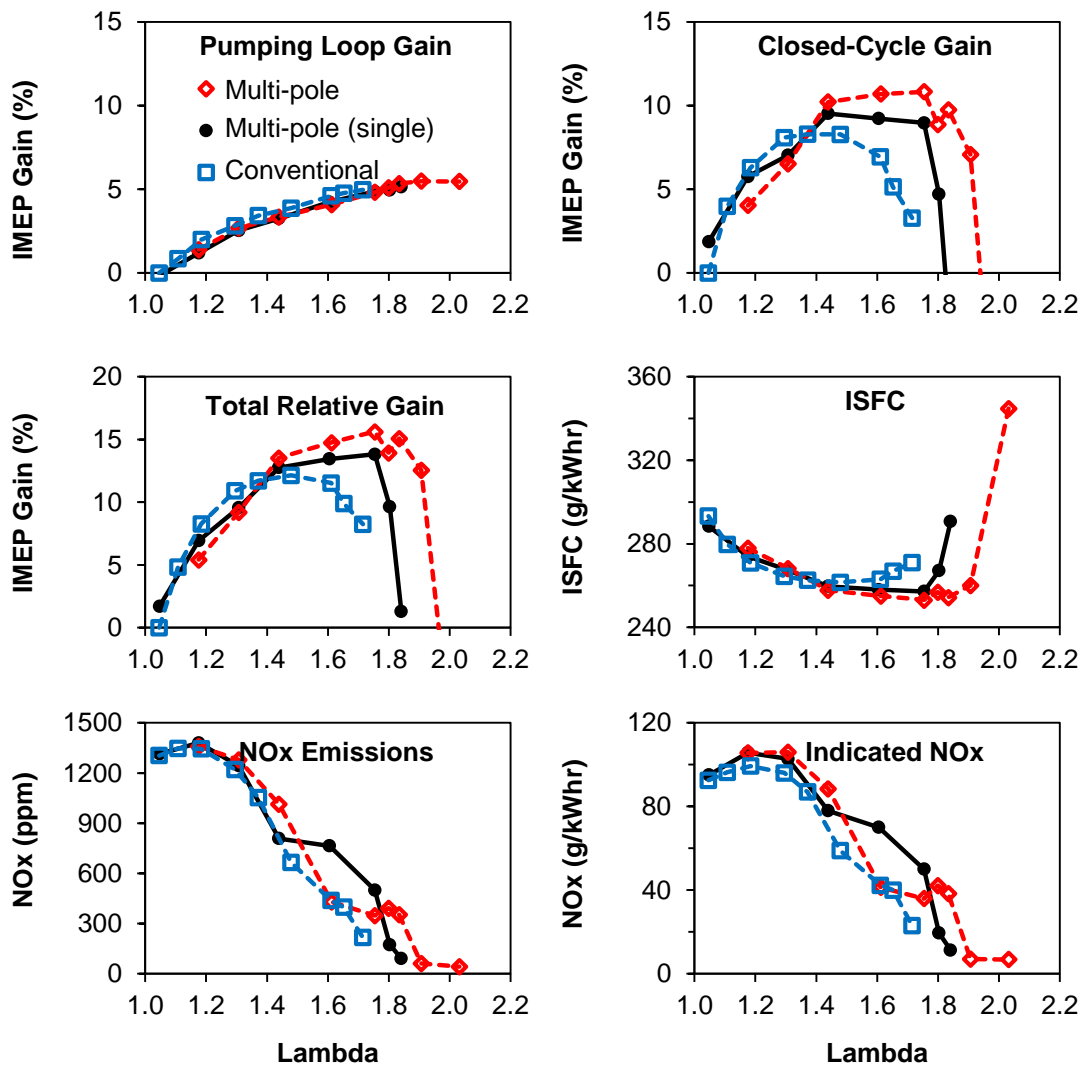 Pumping Loop Gain
Multi-pole
Multi-pole (single)
Conventional
IMEP Gain (%)
15
10
5
0
1.0 1.2 1.4 1.6 1.8 2.0 2.2
Closed-Cycle Gain
IMEP Gain (%)
15
10
5
0
1.0 1.2 1.4 1.6 1.8 2.0 2.2
Total Relative Gain
IMEP Gain (%)
20
15
10
5
0
1.0 1.2 1.4 1.6 1.8 2.0 2.2
ISFC
ISFC (g/kWhr)
360
320
280
240
1.0 1.2 1.4 1.6 1.8 2.0 2.2
NOx Emissions
NOx (ppm)
1500
1200
900
600
300
0
1.0 1.2 1.4 1.6 1.8 2.0 2.2
Lambda
Indicated NOx
NOx (g/kWhr)
120
80
40
0
1.0 1.2 1.4 1.6 1.8 2.0 2.2
Lambda